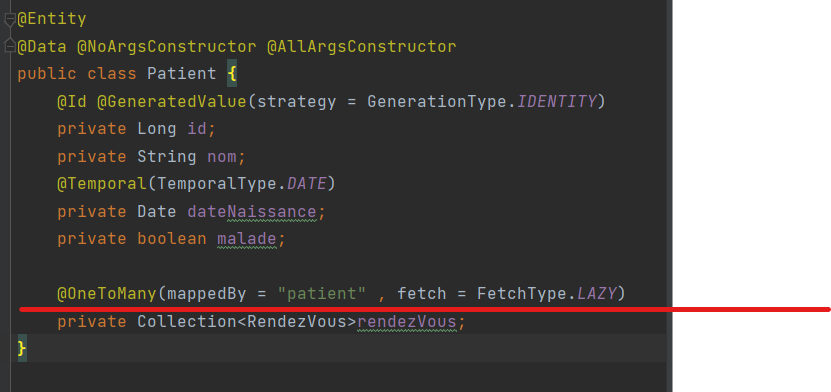 @Entity
@Data @NoArgsConstructor @AllArgsConstructor
public class Patient {
@Id @GeneratedValue(strategy = GenerationType.IDENTITY)
private Long id;
private String nom;
@Temporal(TemporalType.DATE)
private Date dateNaissance;
private boolean malade;
@OneToMany(mappedBy = "patient" , fetch = FetchType.LAZY)
private Collection<RendezVous>rendezVous;
}